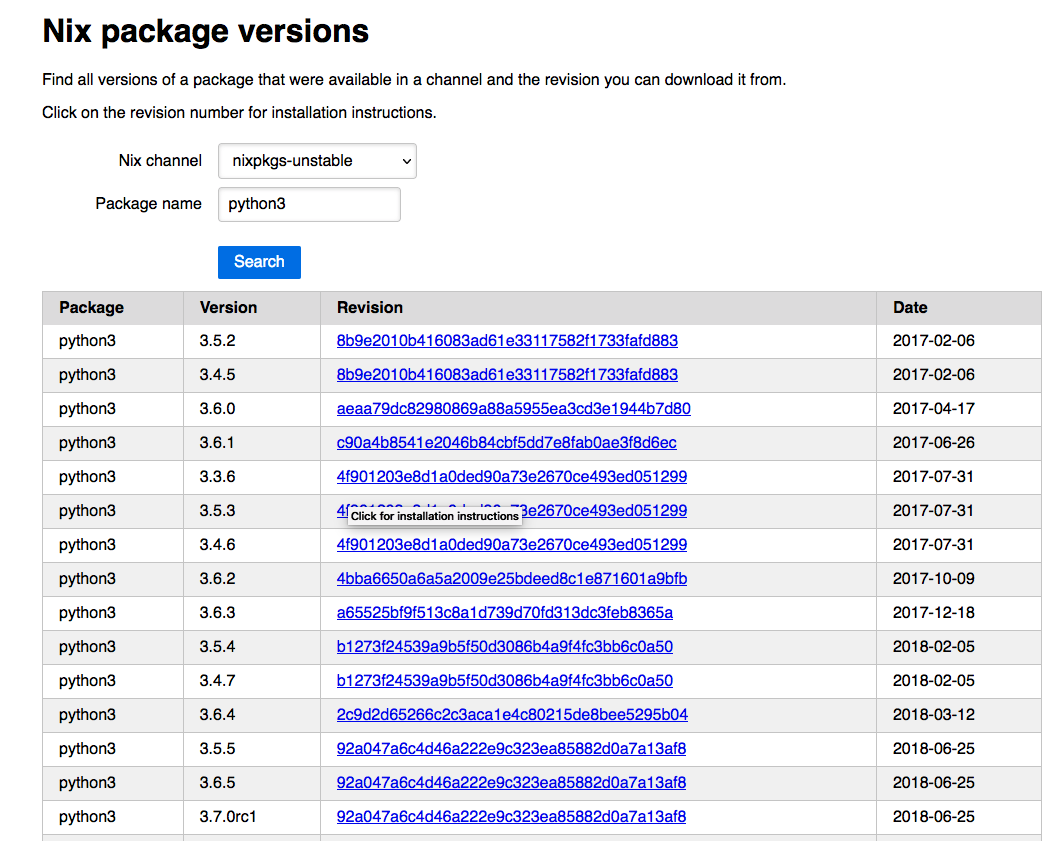 Nix package versions
Find all versions of a package that were available in a channel and the revision you can download it from.
Click on the revision number for installation instructions.
Nix channel nixpkgs-unstable
Package name python3
Search
Package Version Revision Date
python3 3.5.2 8b9e2010b416083ad61e33117582f1733fafd883 2017-02-06
python3 3.4.5 8b9e2010b416083ad61e33117582f1733fafd883 2017-02-06
python3 3.6.0 aeaa79dc82980869a88a5955ea3cd3e1944b7d80 2017-04-17
python3 3.6.1 c90a4b8541e2046b84cbf5dd7e8fab0ae3f8d6ec 2017-06-26
python3 3.3.6 4f901203e8d1a0ded90a73e2670ce493ed051299 2017-07-31
python3 3.5.3 2017-07-31
Click for installation instructions
python3 3.4.6 4f901203e8d1a0ded90a73e2670ce493ed051299 2017-07-31
python3 3.6.2 4bba6650a6a5a2009e25bdeed8c1e871601a9bfb 2017-10-09
python3 3.6.3 a65525bf9f513c8a1d739d70fd313dc3feb8365a 2017-12-18
python3 3.5.4 b1273f24539a9b5f50d3086b4a9f4fc3bb6c0a50 2018-02-05
python3 3.4.7 b1273f24539a9b5f50d3086b4a9f4fc3bb6c0a50 2018-02-05
python3 3.6.4 2c9d2d65266c2c3aca1e4c80215de8bee5295b04 2018-03-12
python3 3.5.5 92a047a6c4d46a222e9c323ea85882d0a7a13af8 2018-06-25
python3 3.6.5 92a047a6c4d46a222e9c323ea85882d0a7a13af8 2018-06-25
python3 3.7.0rc1 92a047a6c4d46a222e9c323ea85882d0a7a13af8 2018-06-25